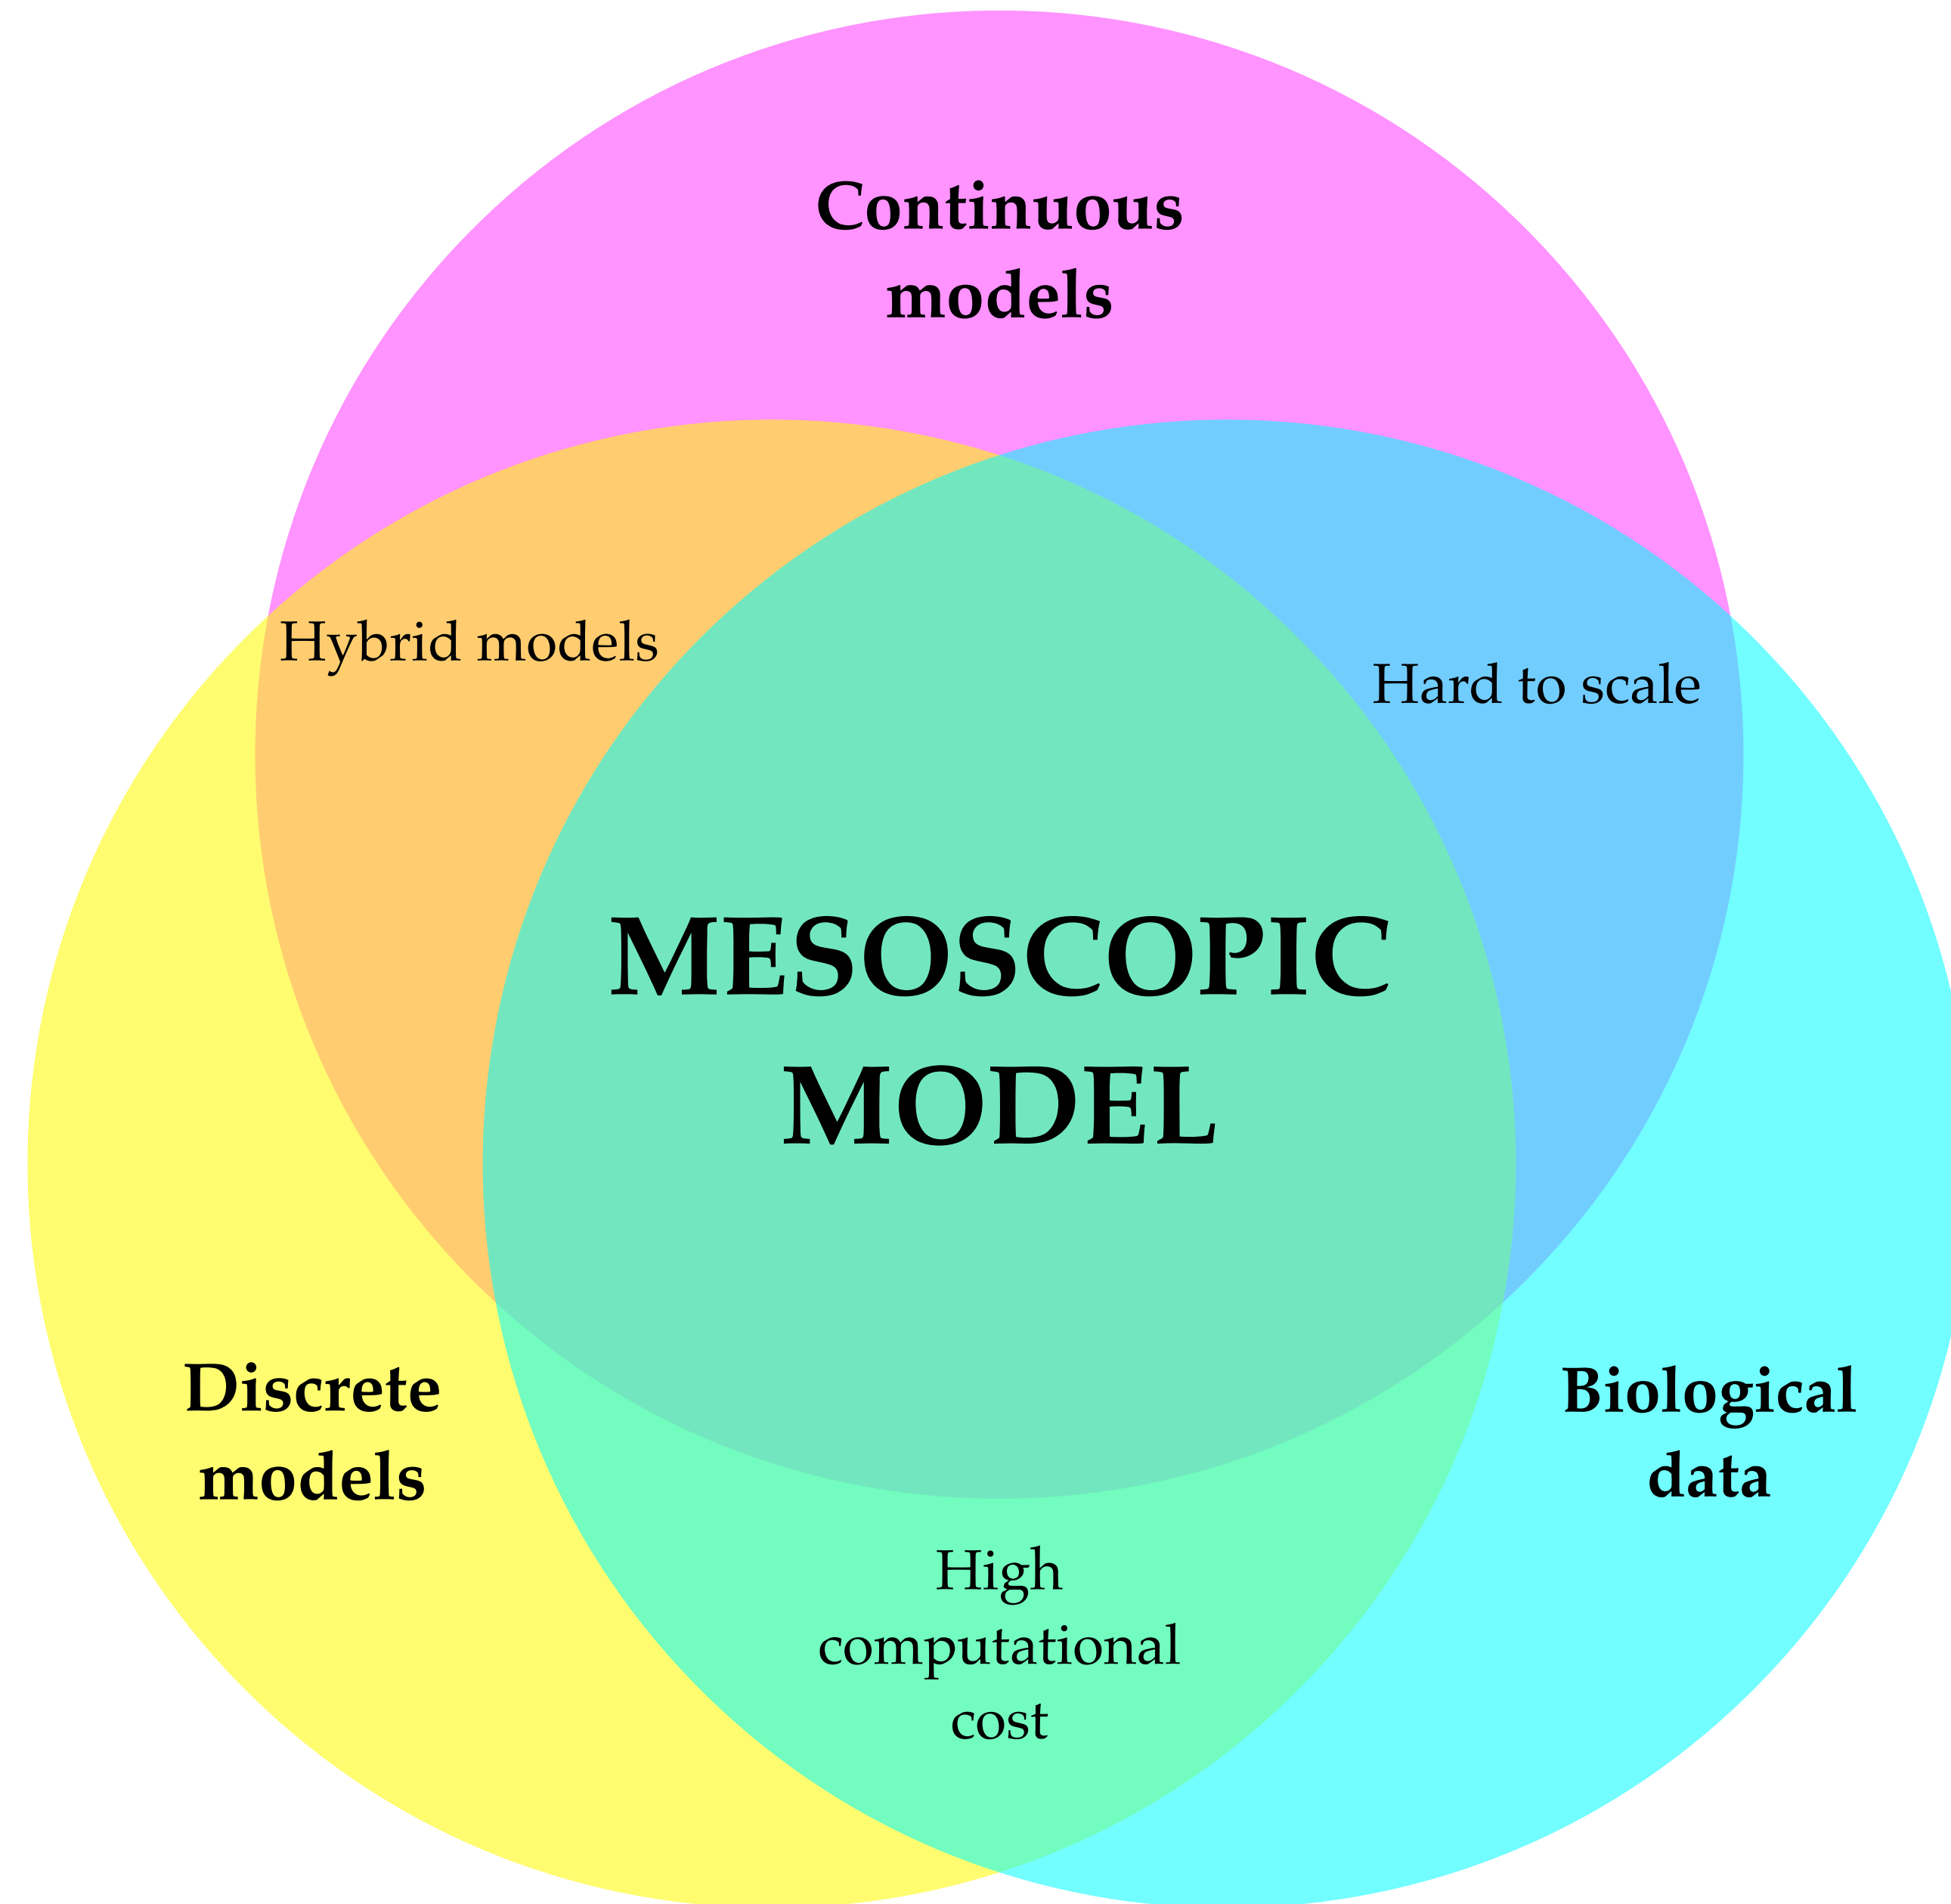 Continuous
models
Hybrid models
Hard to scale
MESOSCOPIC
MODEL
Discrete
models
Biological
data
High
computational
cost